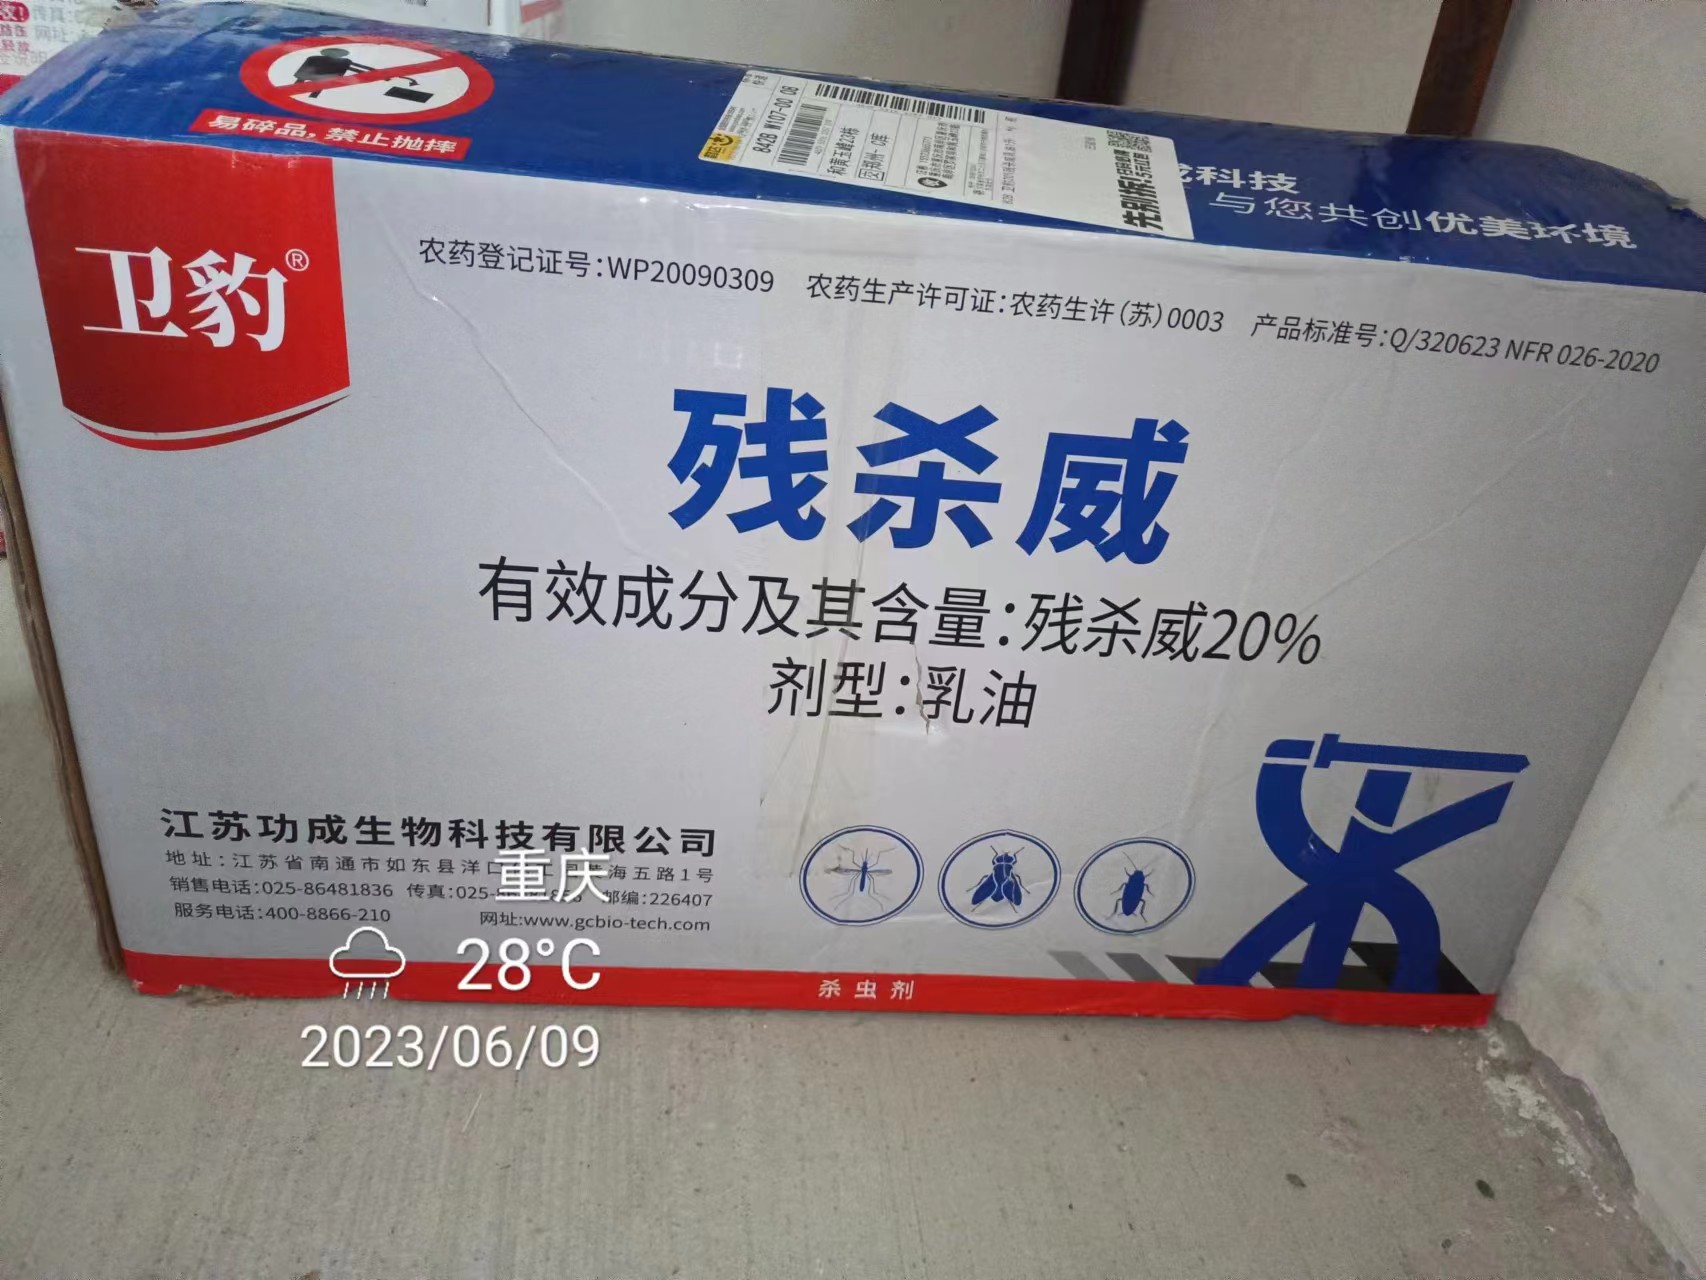 易碎品，禁止抛摔
8428 W107-00 08
科技
与您共创优美环境
卫豹®
农药登记证号：WP20090309 农药生产许可证：农药生许（苏）0003 产品标准号：Q/320623 NFR 026-2020
残杀威
有效成分及其含量：残杀威20%
剂型：乳油
江苏功成生物科技有限公司
地址：江苏省南通市如东县洋口 海五路1号
销售电话：025-86481836 传真：025- 邮编：226407
服务电话：400-8866-210 网址:www.gcbio-tech.com
杀虫剂
重庆
28°C
2023/06/09